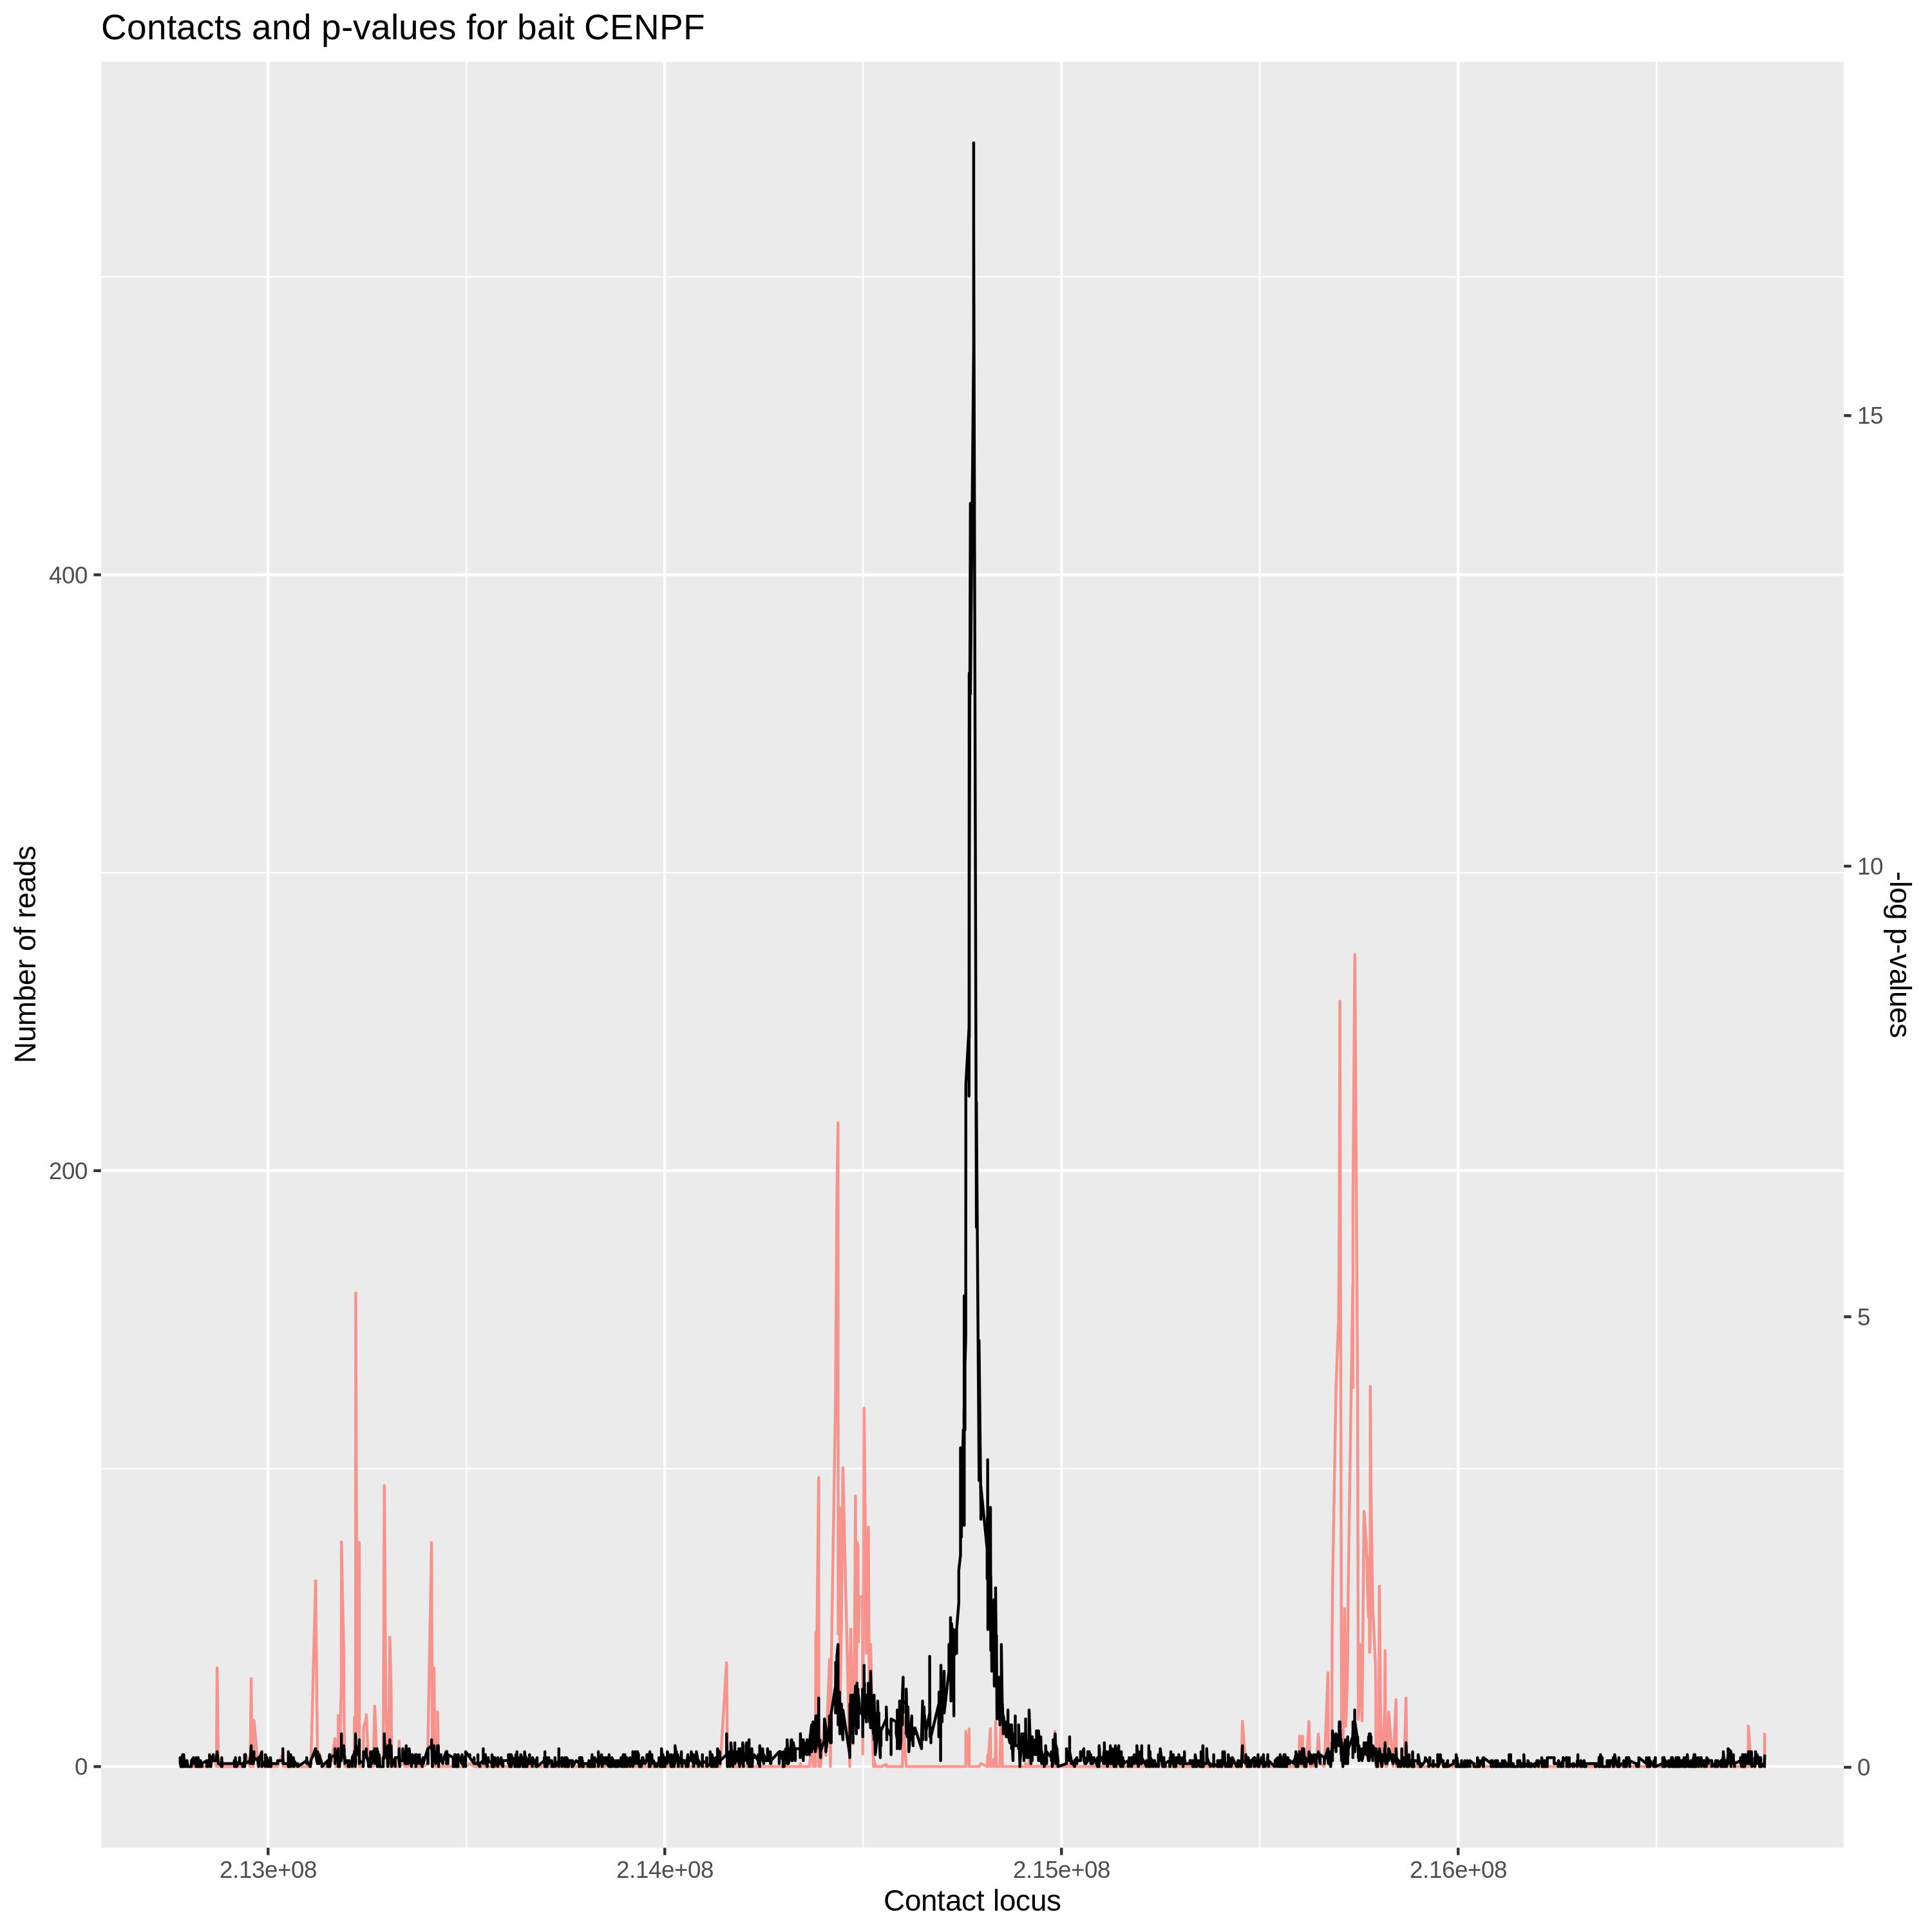 Contacts and p-values for bait CENPF
Number of reads
400
200
0
15
10
5
0
-log p-values
2.13e+08
2.14e+08
2.15e+08
2.16e+08
Contact locus